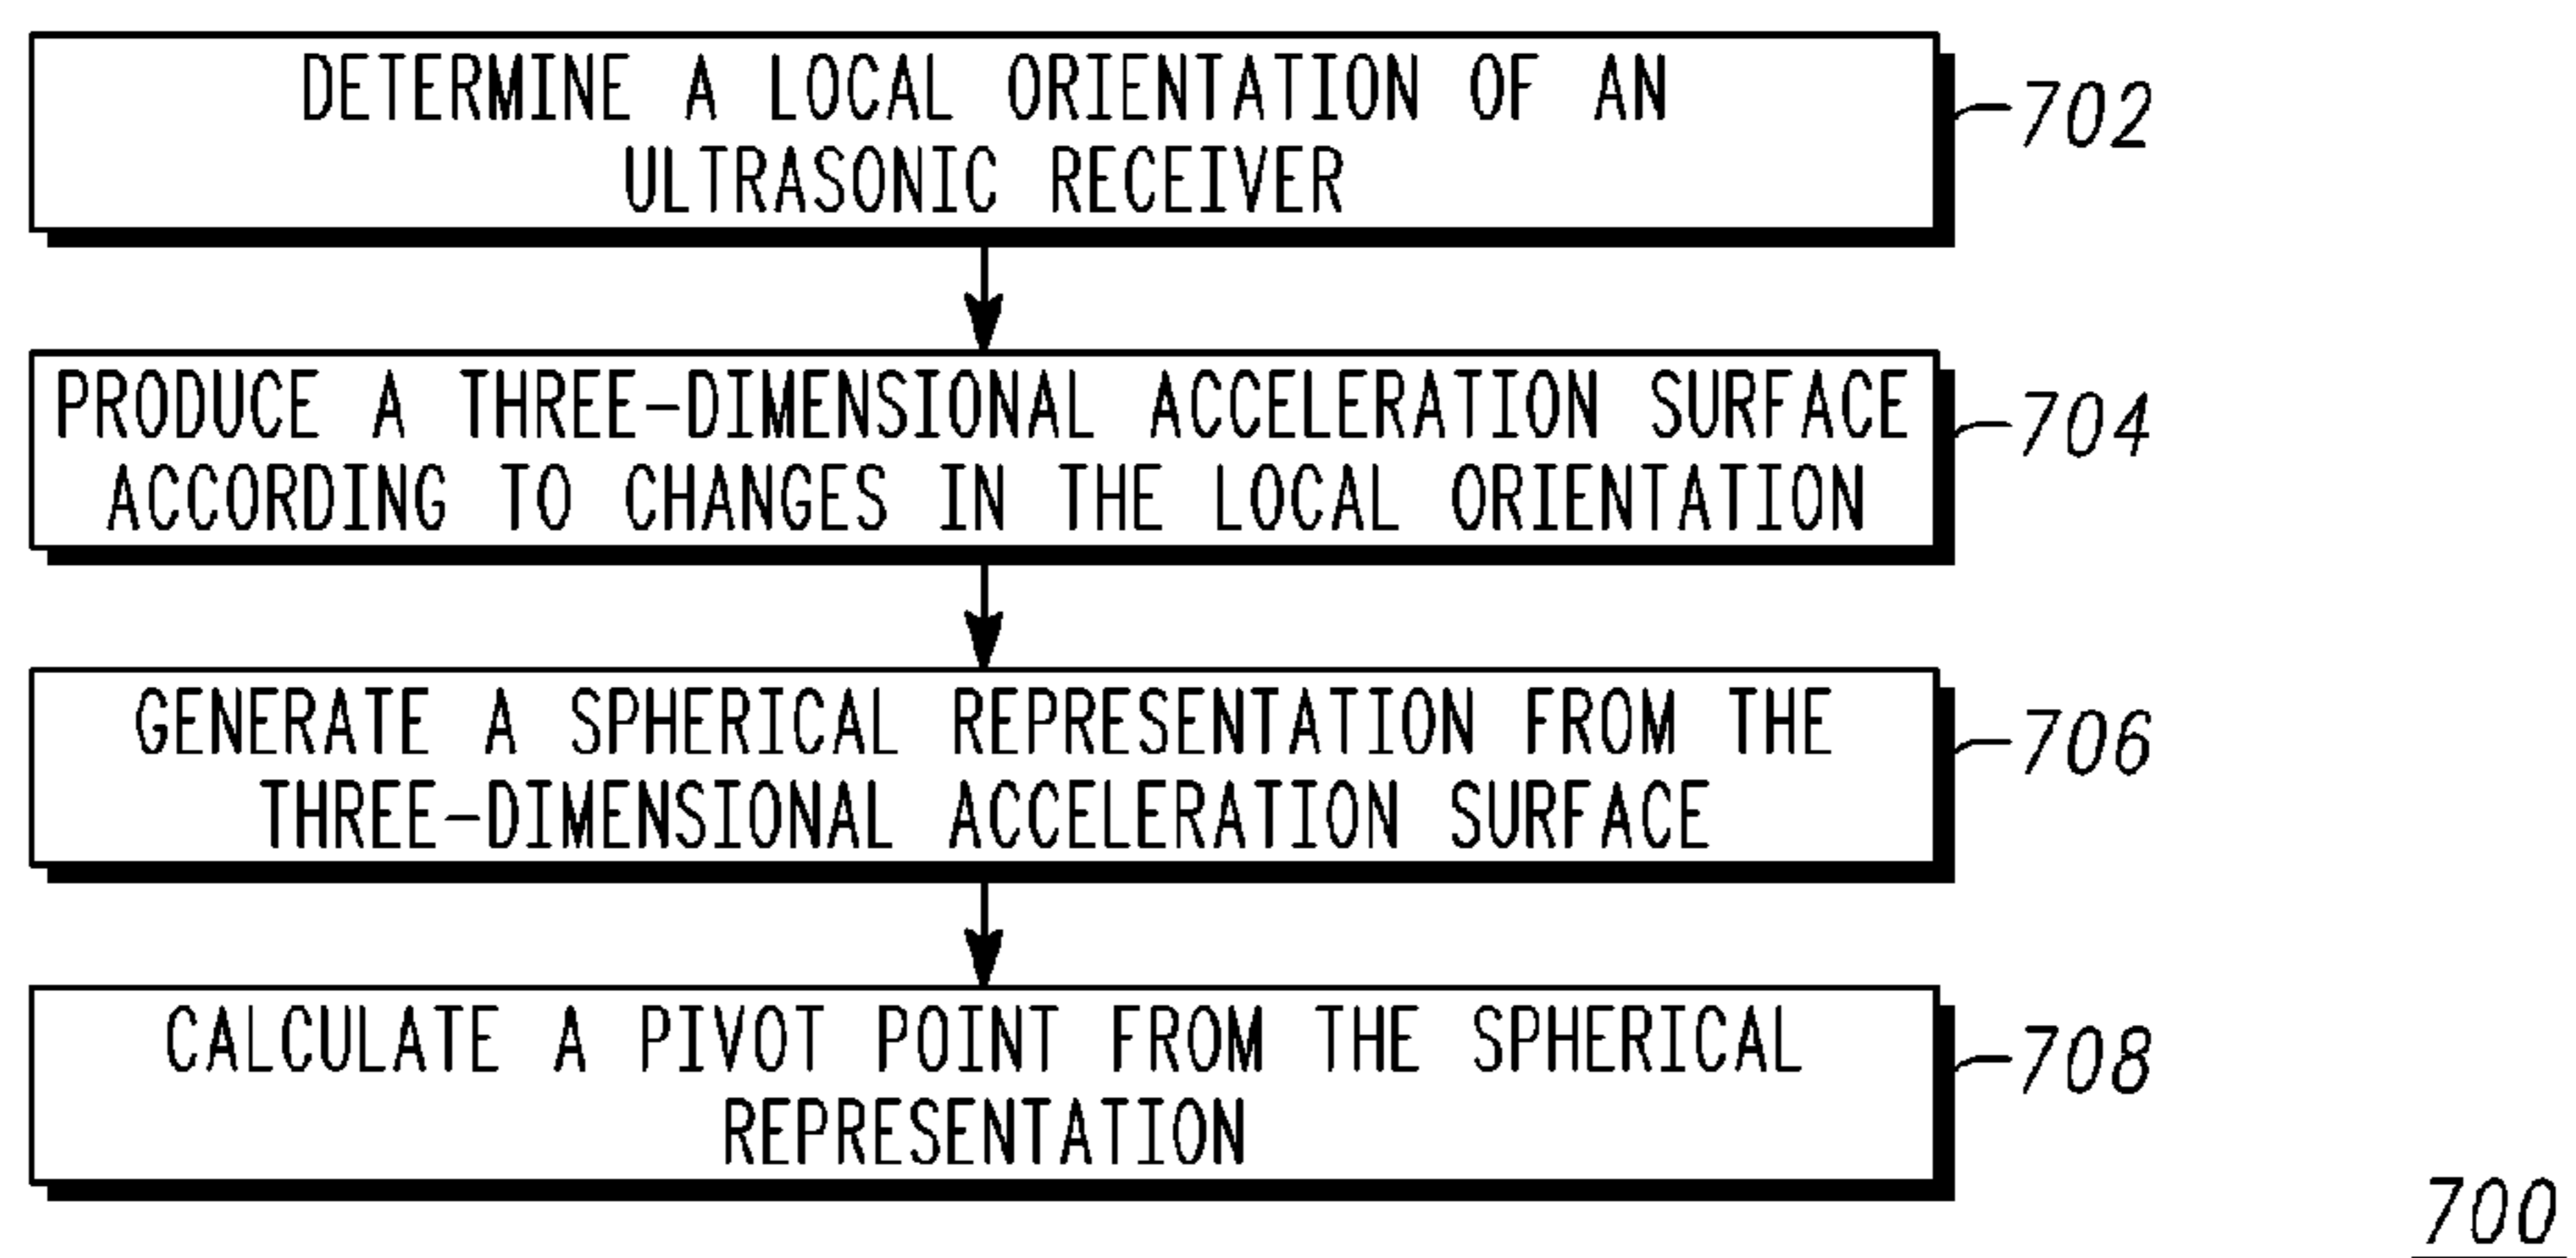 DETERMINE A LOCAL ORIENTATION OF AN
ULTRASONIC RECEIVER
702
PRODUCE A THREE-DIMENSIONAL ACCELERATION SURFACE
ACCORDING TO CHANGES IN THE LOCAL ORIENTATION
704
GENERATE A SPHERICAL REPRESENTATION FROM THE
THREE-DIMENSIONAL ACCELERATION SURFACE
706
CALCULATE A PIVOT POINT FROM THE SPHERICAL
REPRESENTATION
708
700